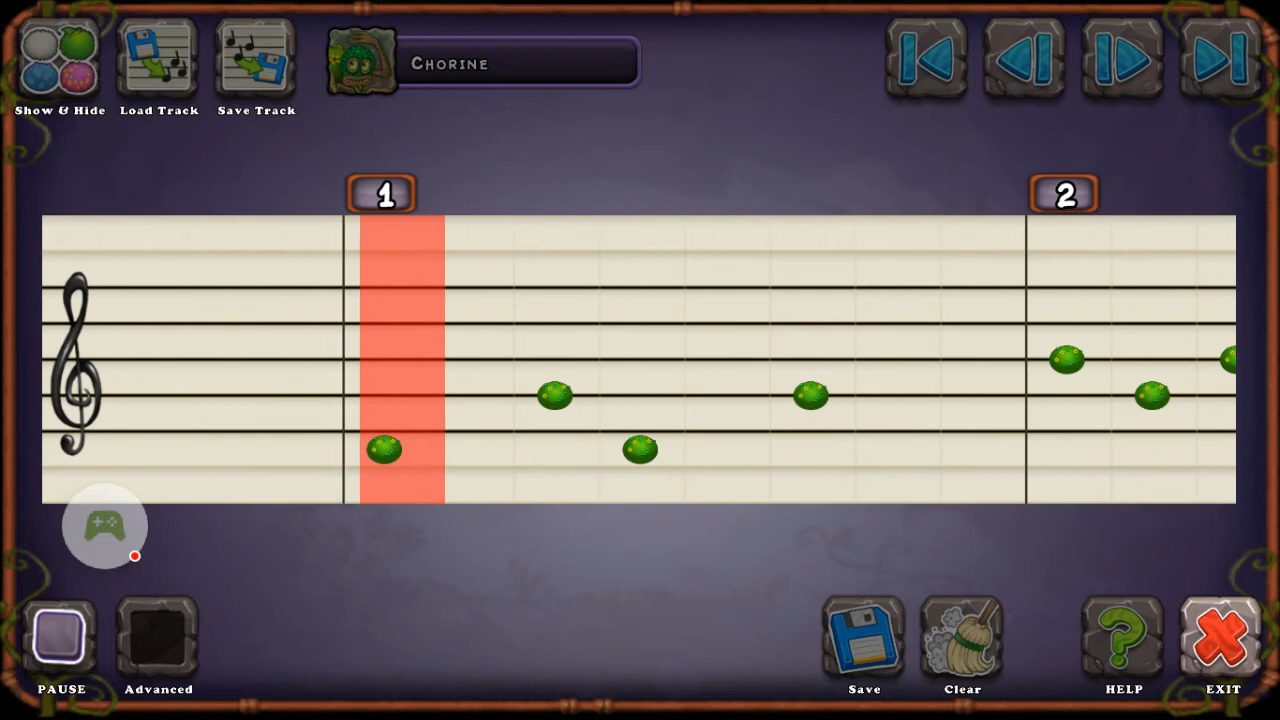 Show & Hide
Load Track
Save Track
Chorine
1
2
PAUSE
Advanced
Save
Clear
HELP
EXIT